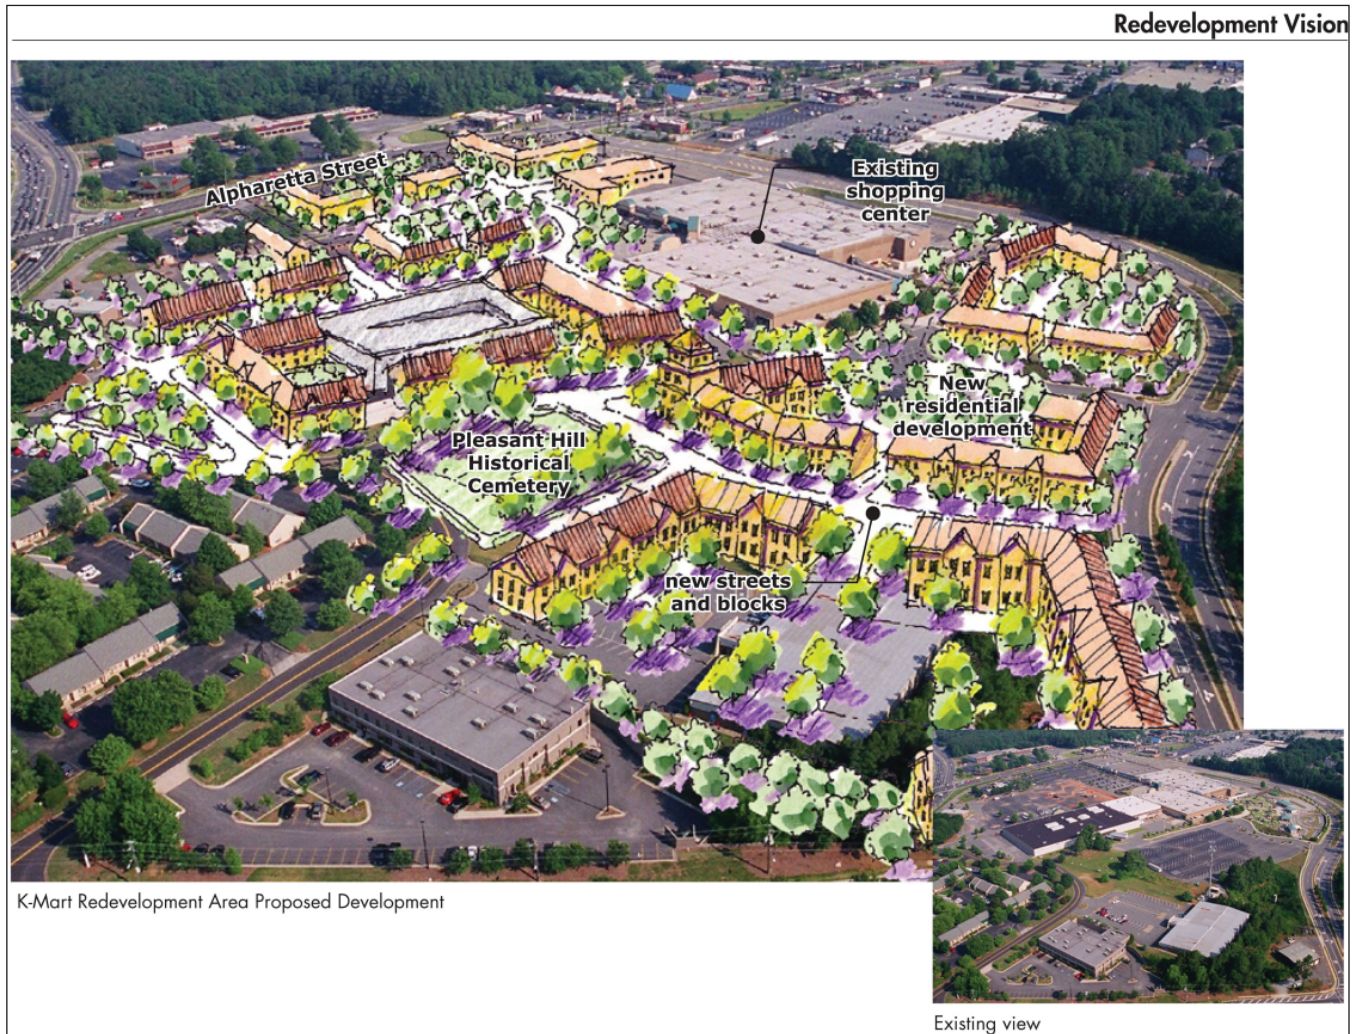 Redevelopment Vision
Alpharetta Street
Existing
shopping
center
New
residential
development
Pleasant Hill
Historical
Cemetery
new streets
and blocks
K-Mart Redevelopment Area Proposed Development
Existing view